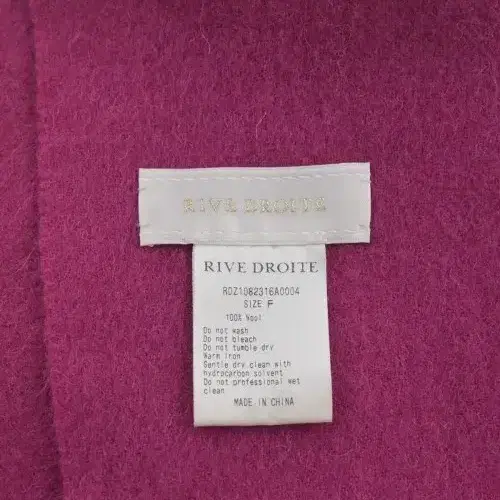 RIVE DROITE
RIVE DROITE
RDZ1082316A0004
SIZE F
100% Wool
Do not wash
Do not bleach
Do not tumble dry
Warm iron
Gentle dry clean with
hydrocarbon solvent
Do not professional wet
clean
MADE IN CHINA